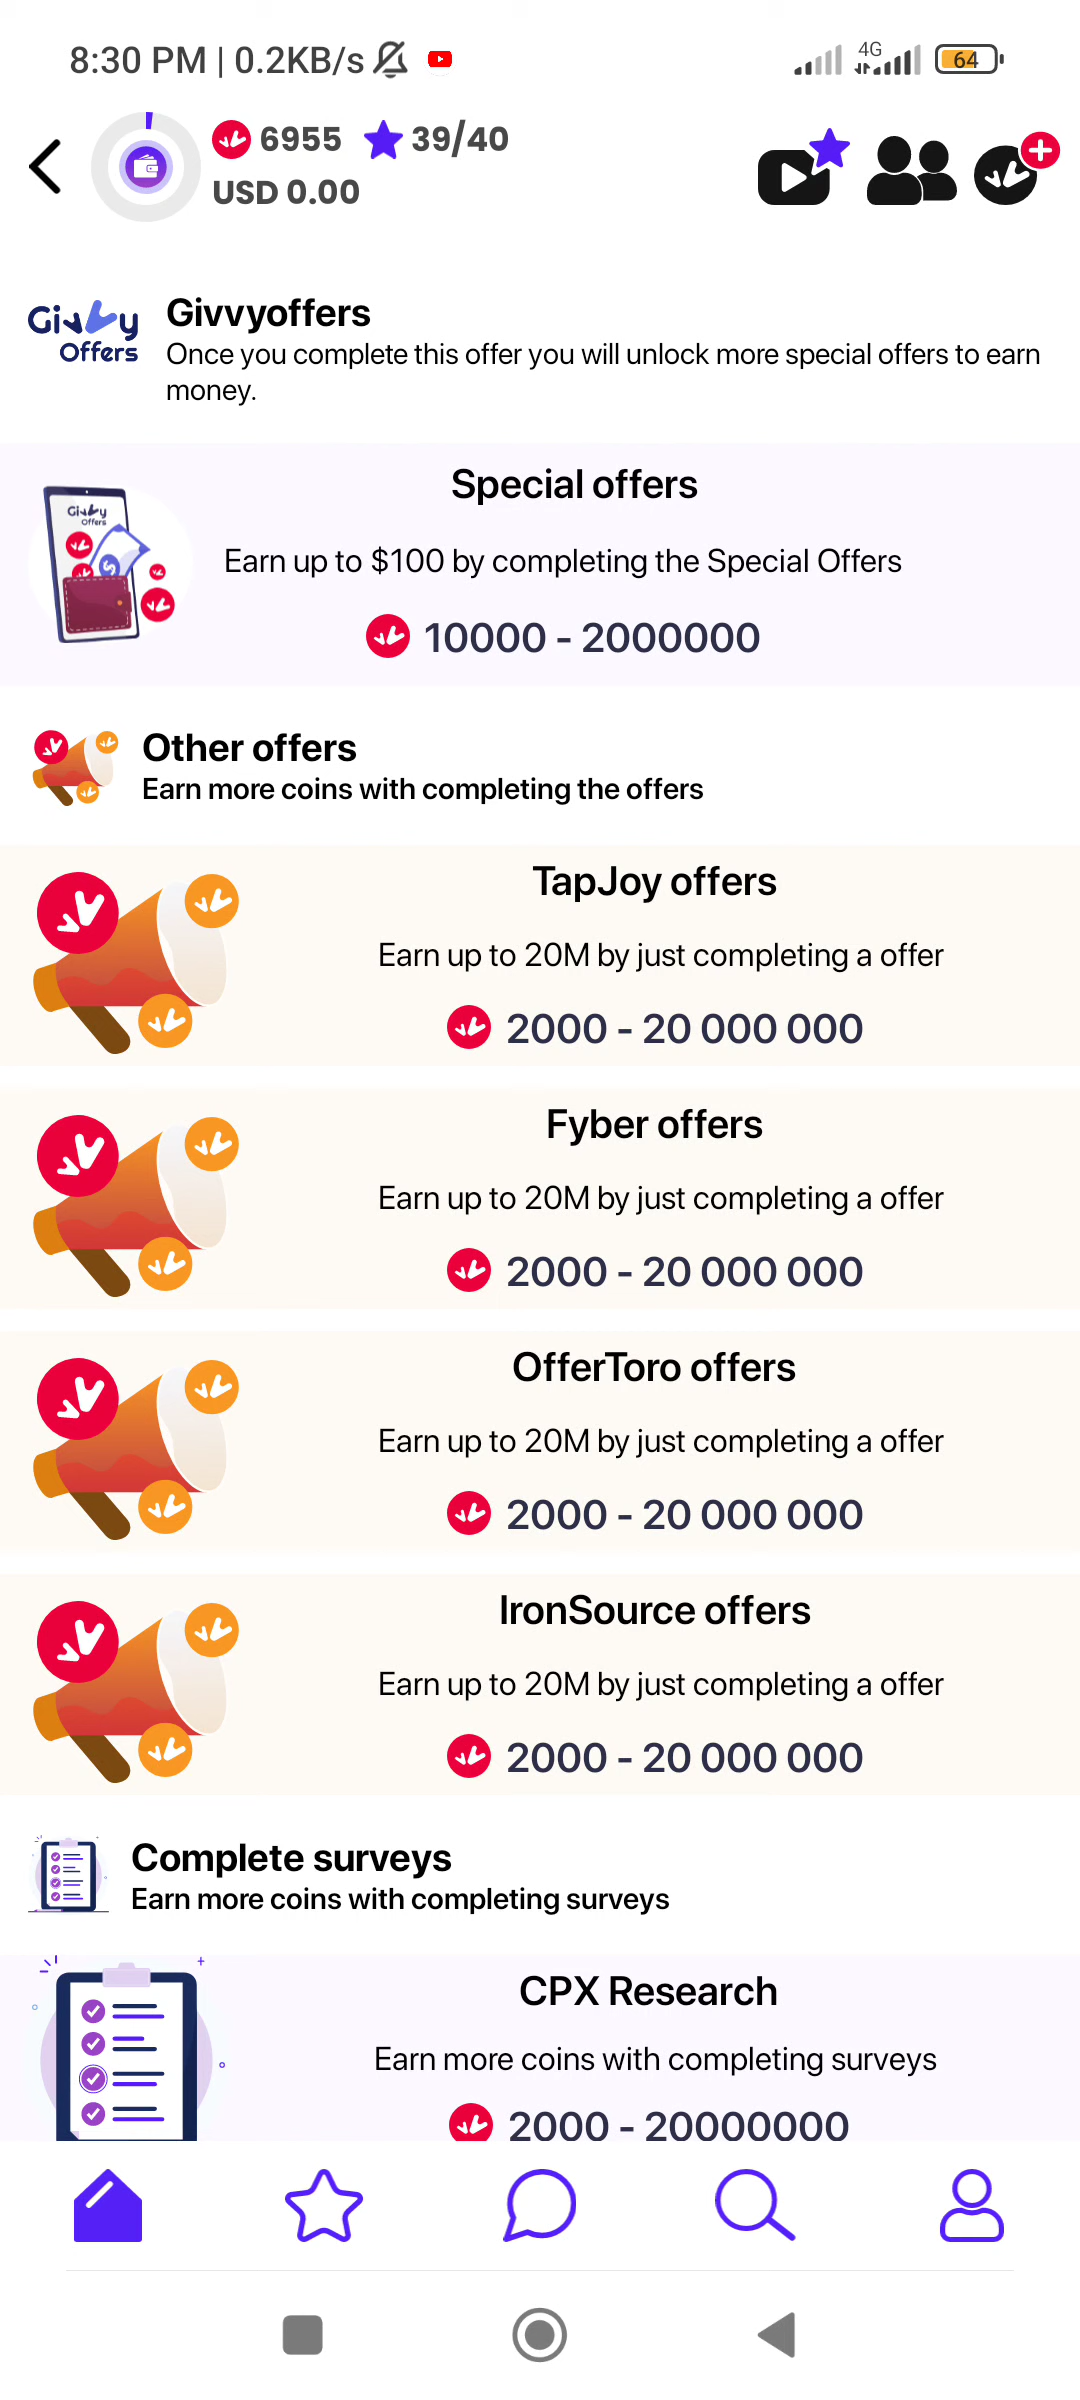 8:30 PM | 0.2KB/s
4G
64
6955 39/40
USD 0.00
Givvy Offers
Givvyoffers
Once you complete this offer you will unlock more special offers to earn
money.
Givvy Offers
Special offers
Earn up to $100 by completing the Special Offers
10000 - 2000000
Other offers
Earn more coins with completing the offers
TapJoy offers
Earn up to 20M by just completing a offer
2000 - 20 000 000
Fyber offers
Earn up to 20M by just completing a offer
2000 - 20 000 000
OfferToro offers
Earn up to 20M by just completing a offer
2000 - 20 000 000
IronSource offers
Earn up to 20M by just completing a offer
2000 - 20 000 000
Complete surveys
Earn more coins with completing surveys
CPX Research
Earn more coins with completing surveys
2000 - 20000000